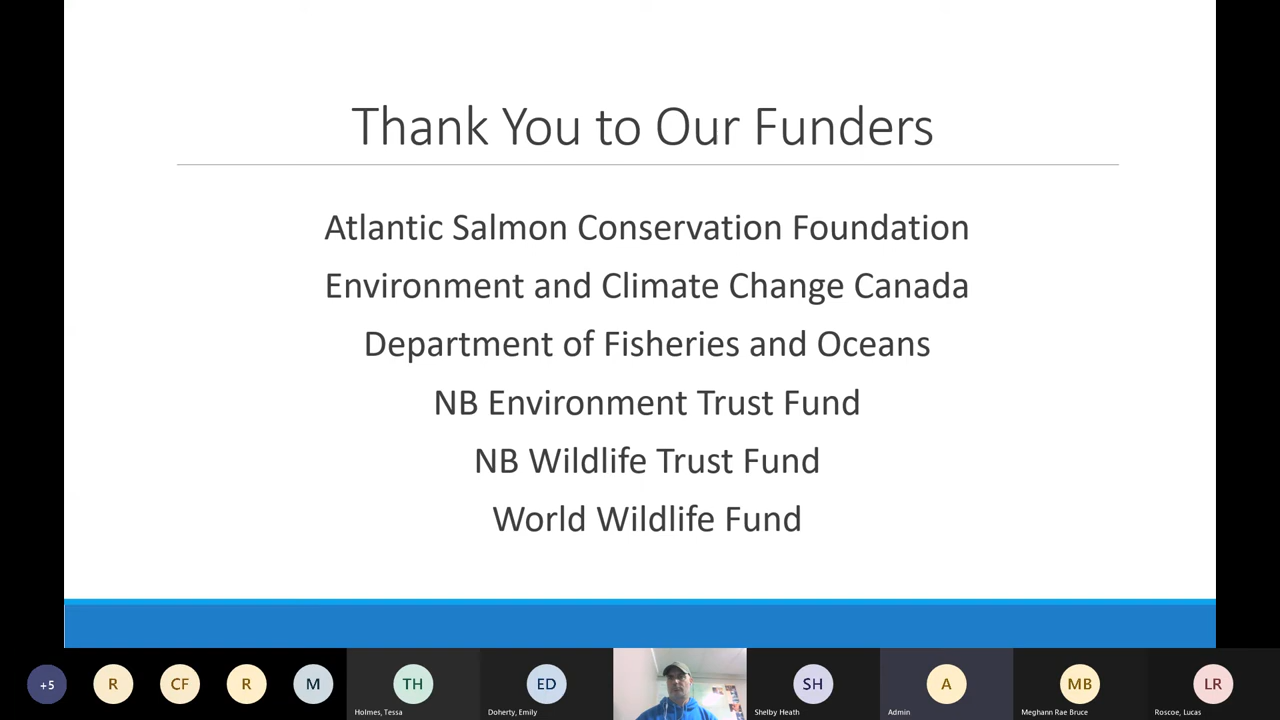 Thank You to Our Funders
Atlantic Salmon Conservation Foundation
Environment and Climate Change Canada
Department of Fisheries and Oceans
NB Environment Trust Fund
NB Wildlife Trust Fund
World Wildlife Fund
+5
R
CF
R
M
TH
ED
SH
A
MB
LR
Holmes, Tessa
Doherty, Emily
Shelby Heath
Admin
Meghann Rae Bruce
Roscoe, Lucas